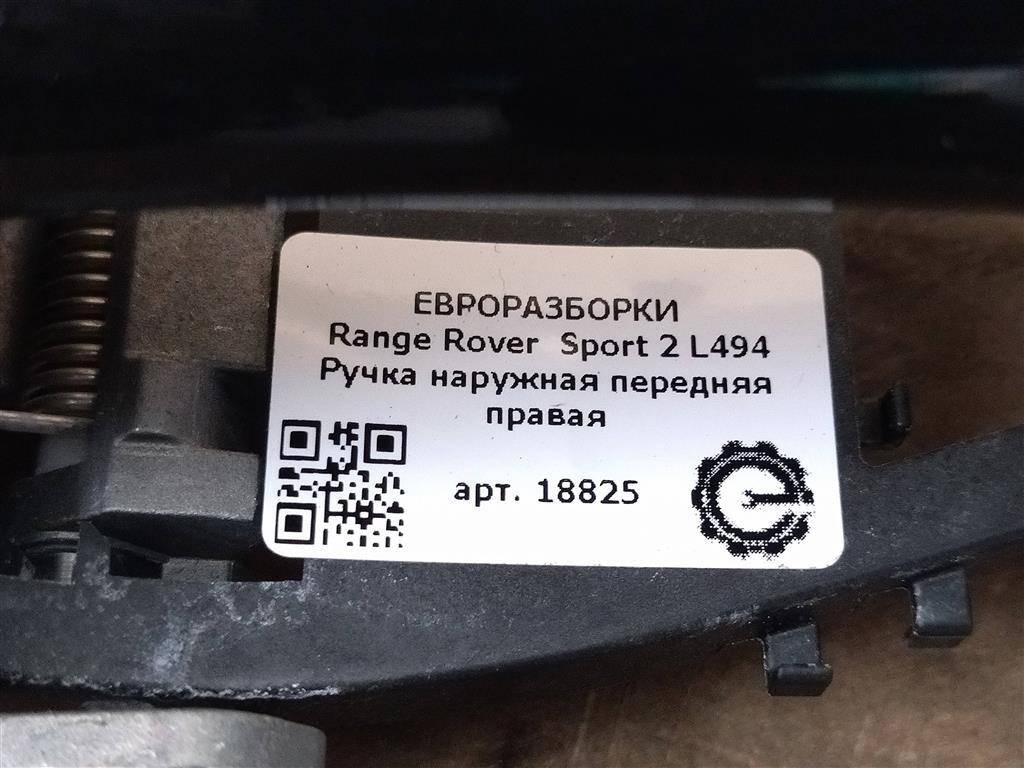 ЕВРОРАЗБОРКИ
Range Rover Sport 2 L494
Ручка наружная передняя
правая
арт. 18825